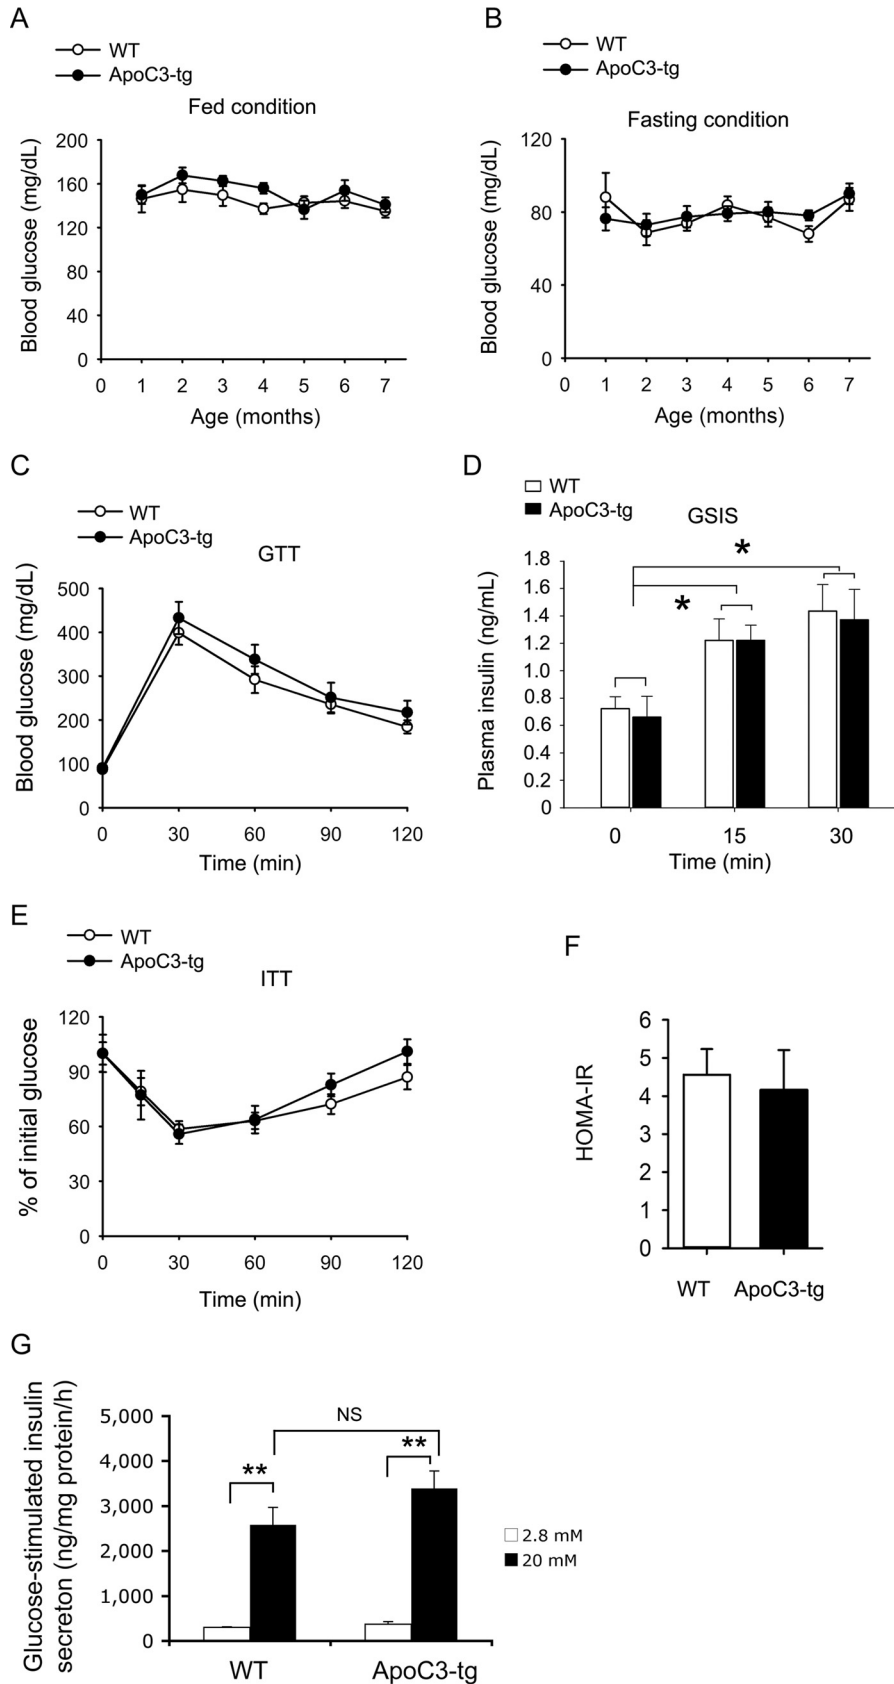 A
WT
ApoC3-tg
Fed condition
Blood glucose (mg/dL)
200
160
120
80
40
0
0 1 2 3 4 5 6 7
Age (months)
B
WT
ApoC3-tg
Fasting condition
Blood glucose (mg/dL)
120
80
40
0
0 1 2 3 4 5 6 7
Age (months)
C
WT
ApoC3-tg
GTT
Blood glucose (mg/dL)
500
400
300
200
100
0
0 30 60 90 120
Time (min)
D
WT
ApoC3-tg
GSIS
*
*
Plasma insulin (ng/mL)
1.8
1.6
1.4
1.2
1.0
0.8
0.6
0.4
0.2
0
0 15 30
Time (min)
E
WT
ApoC3-tg
ITT
% of initial glucose
120
90
60
30
0
0 30 60 90 120
Time (min)
F
HOMA-IR
6
5
4
3
2
1
0
WT ApoC3-tg
G
Glucose-stimulated insulin
secreton (ng/mg protein/h)
5,000
4,000
3,000
2,000
1,000
0
NS
**
**
2.8 mM
20 mM
WT ApoC3-tg